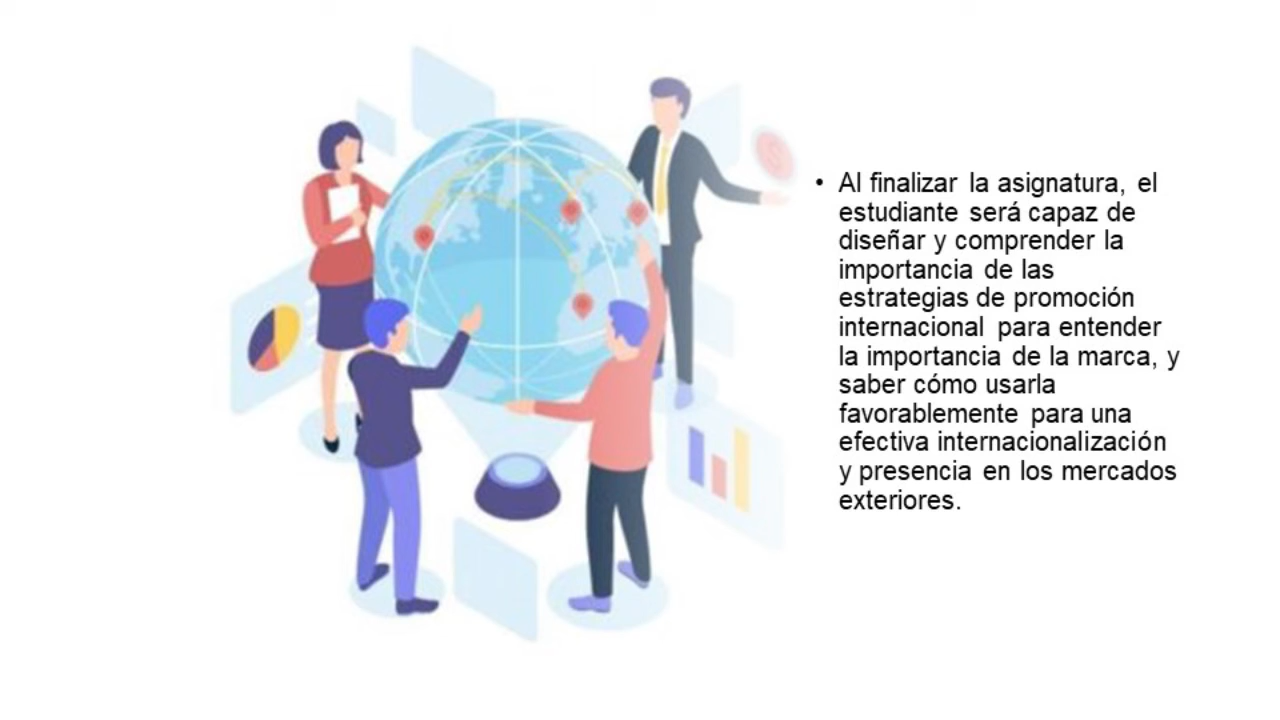 • Al finalizar la asignatura, el
estudiante será capaz de
diseñar y comprender la
importancia de las
estrategias de promoción
internacional para entender
la importancia de la marca, y
saber cómo usarla
favorablemente para una
efectiva internacionalización
y presencia en los mercados
exteriores.